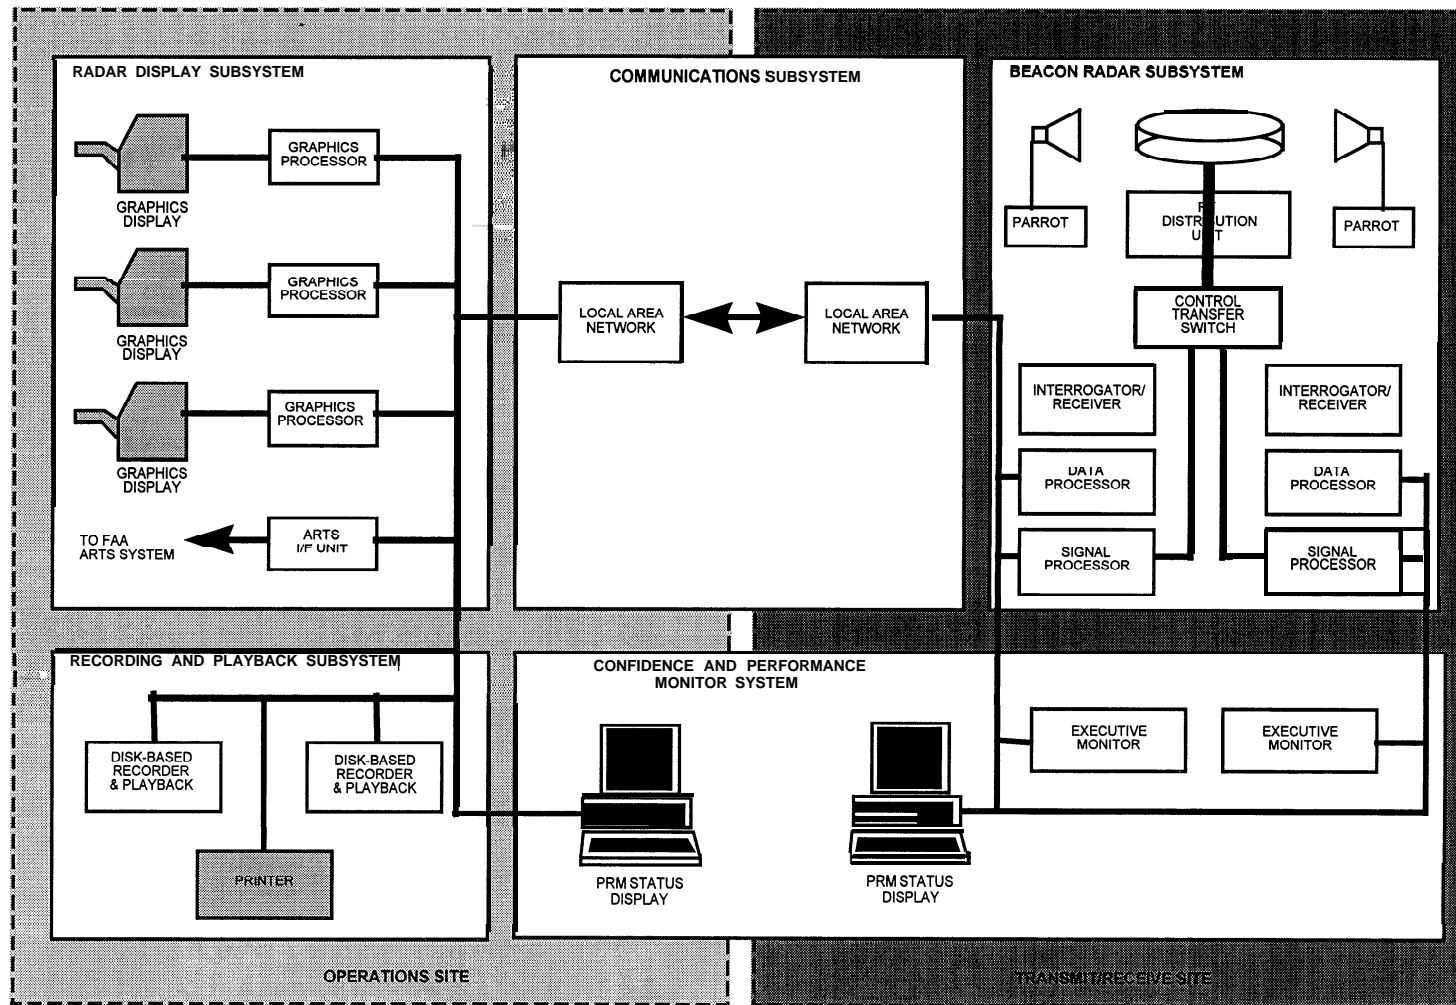 RADAR DISPLAY SUBSYSTEM
GRAPHICS
PROCESSOR
GRAPHICS
DISPLAY
GRAPHICS
PROCESSOR
GRAPHICS
DISPLAY
GRAPHICS
PROCESSOR
GRAPHICS
DISPLAY
TO FAA
ARTS SYSTEM
ARTS
I/F UNIT
COMMUNICATIONS SUBSYSTEM
LOCAL AREA
NETWORK
LOCAL AREA
NETWORK
BEACON RADAR SUBSYSTEM
PARROT
DISTRIBUTION
UNIT
PARROT
CONTROL
TRANSFER
SWITCH
INTERROGATOR/
RECEIVER
INTERROGATOR/
RECEIVER
DATA
PROCESSOR
DATA
PROCESSOR
SIGNAL
PROCESSOR
SIGNAL
PROCESSOR
RECORDING AND PLAYBACK SUBSYSTEM
DISK-BASED
RECORDER
& PLAYBACK
DISK-BASED
RECORDER
& PLAYBACK
PRINTER
CONFIDENCE AND PERFORMANCE
MONITOR SYSTEM
PRM STATUS
DISPLAY
PRM STATUS
DISPLAY
EXECUTIVE
MONITOR
EXECUTIVE
MONITOR
OPERATIONS SITE
TRANSMIT/RECEIVE SITE